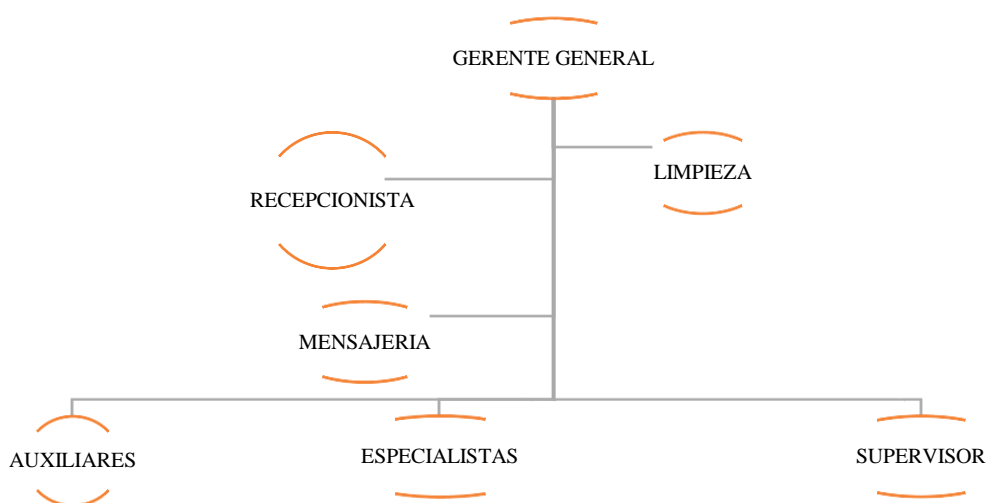 GERENTE GENERAL
LIMPIEZA
RECEPCIONISTA
MENSAJERIA
AUXILIARES
ESPECIALISTAS
SUPERVISOR